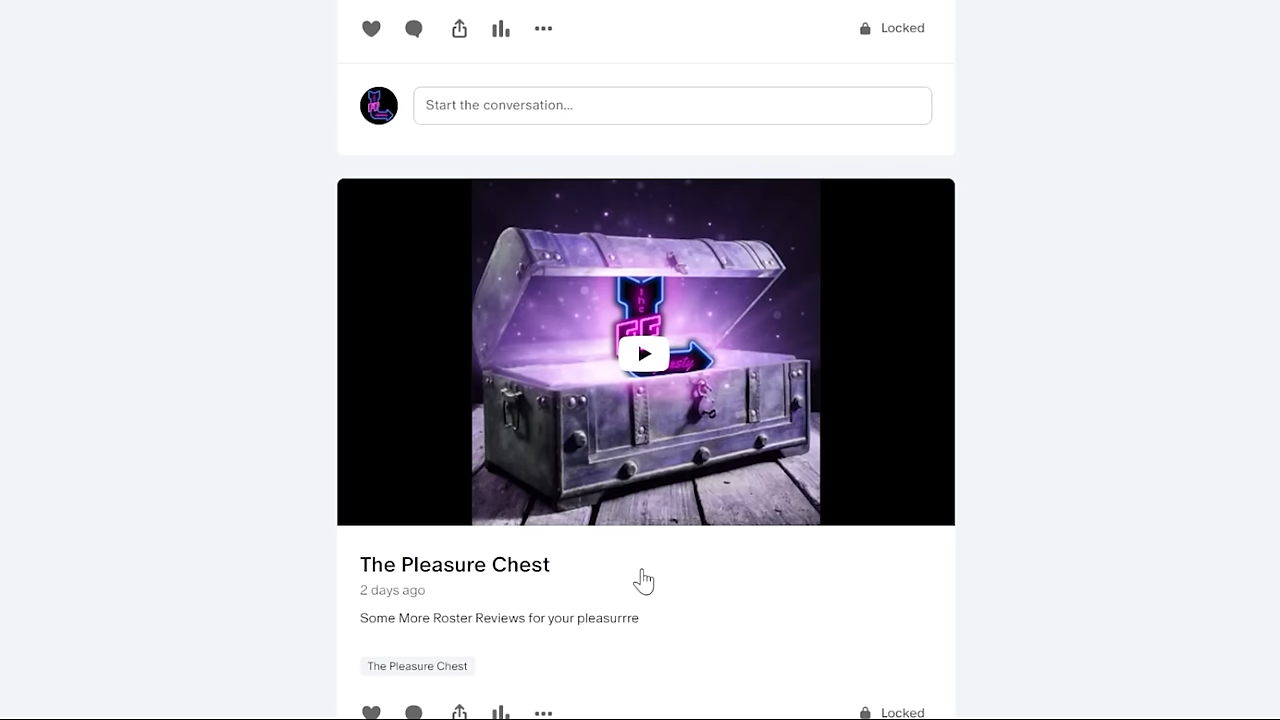 Locked
Start the conversation...
the
The Pleasure Chest
2 days ago
Some More Roster Reviews for your pleasurrre
The Pleasure Chest
Locked